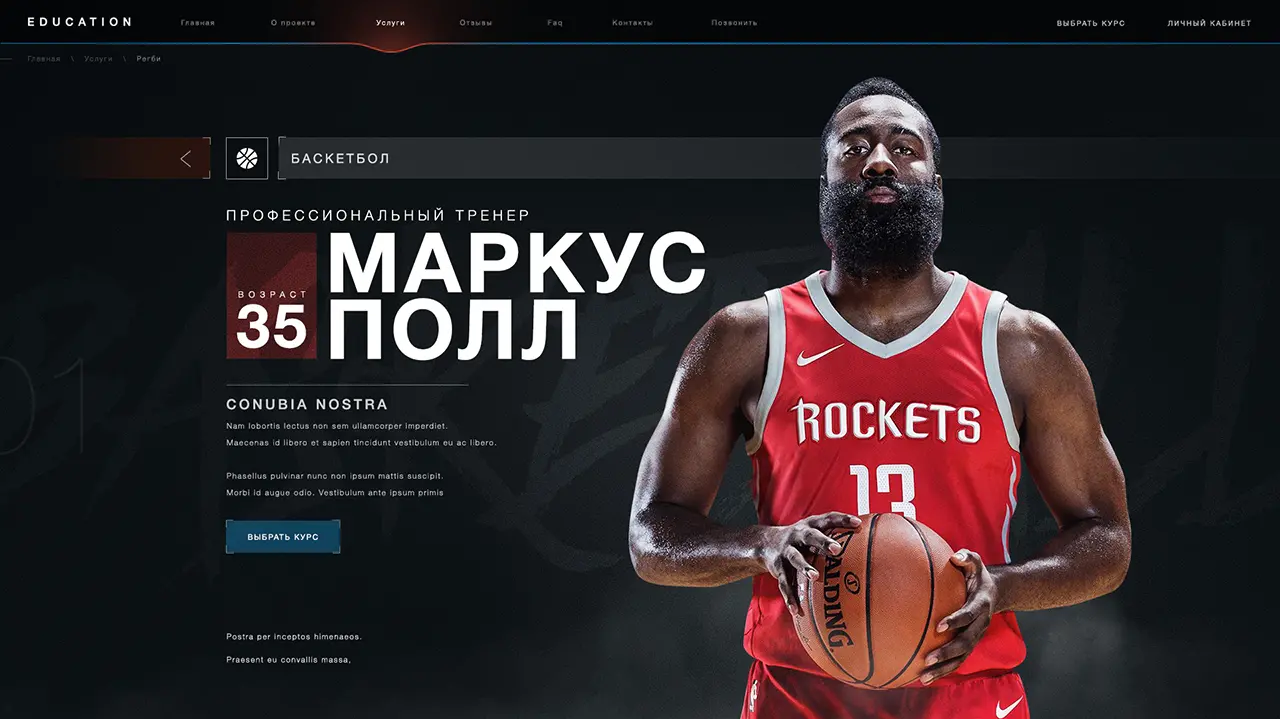 EDUCATION
Главная
О проекте
Услуги
Отзывы
Faq
Контакты
Позвонить
ВЫБРАТЬ КУРС
ЛИЧНЫЙ КАБИНЕТ
Главная \ Услуги \ Регби
БАСКЕТБОЛ
ПРОФЕССИОНАЛЬНЫЙ ТРЕНЕР
МАРКУС
ПОЛЛ
ВОЗРАСТ
35
01
CONUBIA NOSTRA
Nam lobortis lectus non sem ullamcorper imperdiet.
Maecenas id libero et sapien tincidunt vestibulum eu ac libero.
Phasellus pulvinar nunc non ipsum mattis suscipit.
Morbi id augue odio. Vestibulum ante ipsum primis
ВЫБРАТЬ КУРС
Postra per inceptos himenaeos.
Praesent eu convallis massa,
ROCKETS
13
SPALDING